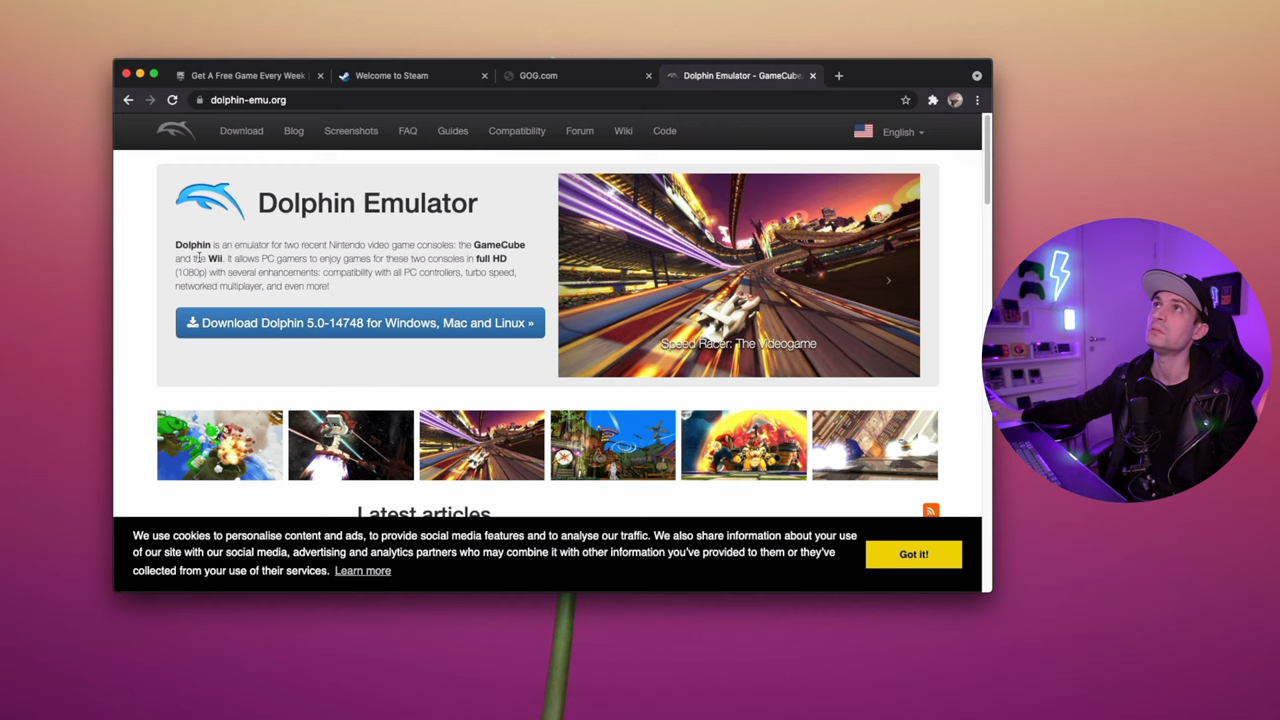 Get A Free Game Every Week
Welcome to Steam
GOG.com
Dolphin Emulator - GameCube
dolphin-emu.org
Download Blog Screenshots FAQ Guides Compatibility Forum Wiki Code English
Dolphin Emulator
Dolphin is an emulator for two recent Nintendo video game consoles: the GameCube
and the Wii. It allows PC gamers to enjoy games for these two consoles in full HD
(1080p) with several enhancements: compatibility with all PC controllers, turbo speed,
networked multiplayer, and even more!
Download Dolphin 5.0-14748 for Windows, Mac and Linux »
Speed Racer: The Videogame
Latest articles
We use cookies to personalise content and ads, to provide social media features and to analyse our traffic. We also share information about your use
of our site with our social media, advertising and analytics partners who may combine it with other information you've provided to them or they've
collected from your use of their services. Learn more
Got it!